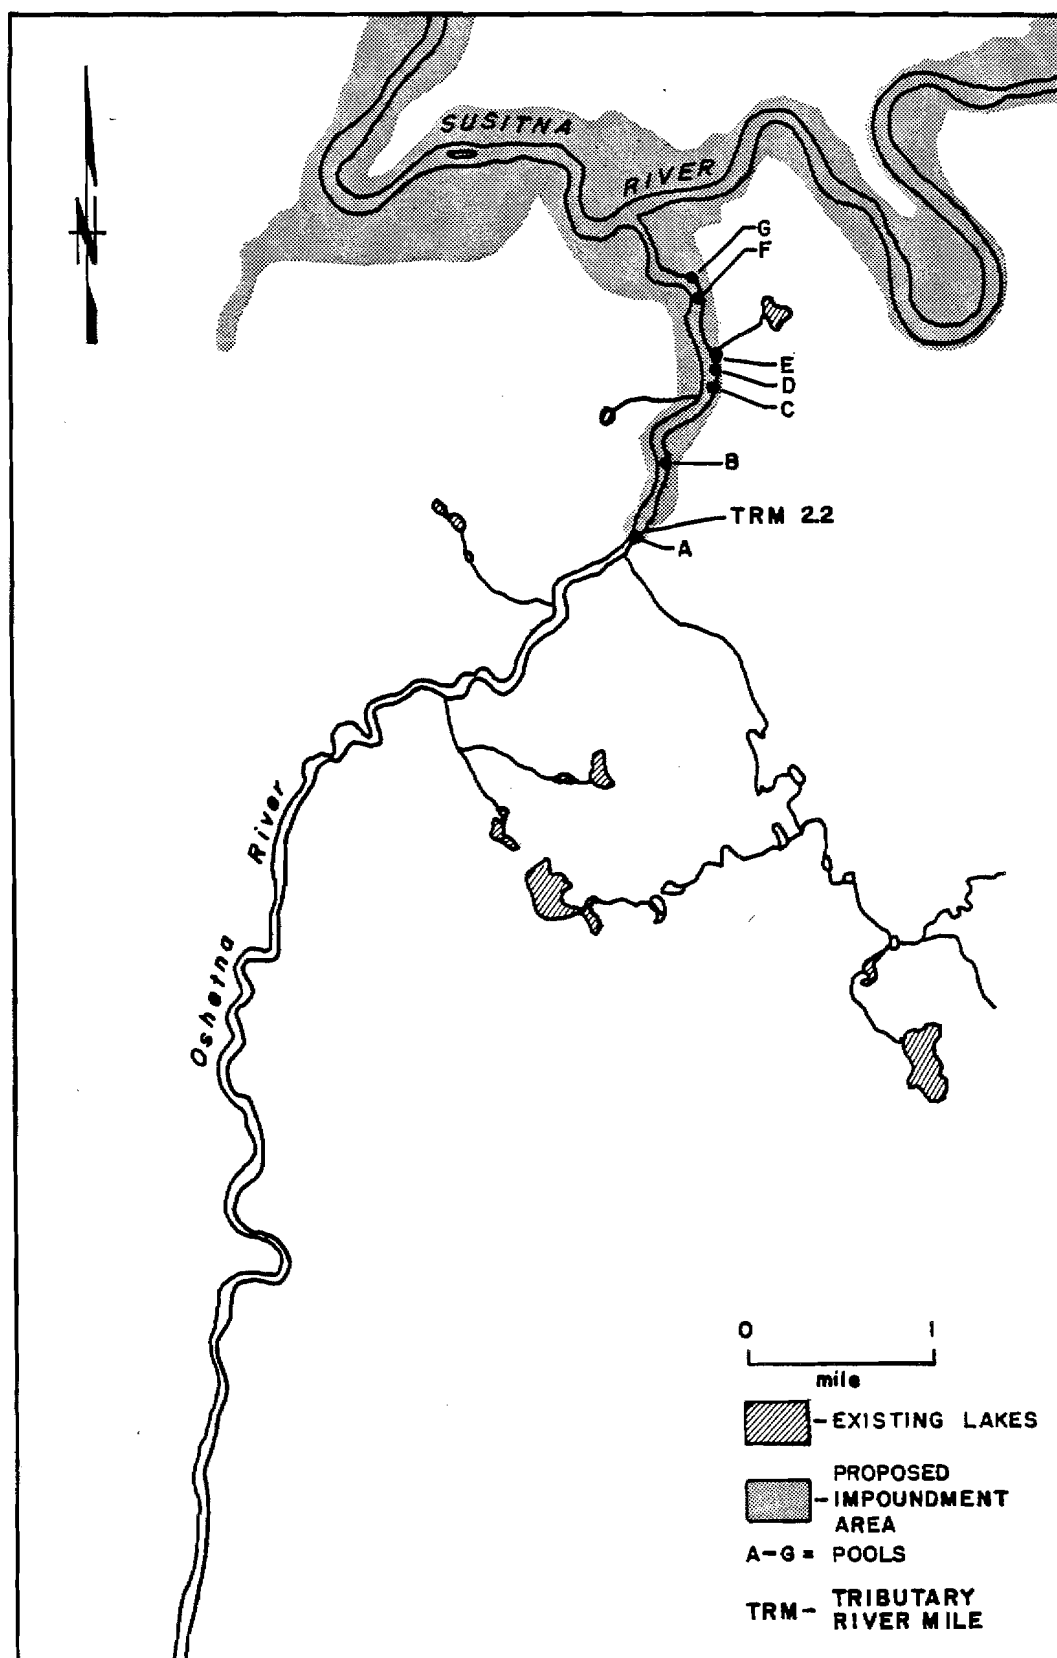 SUSITNA
RIVER
N
G
F
E
D
C
B
TRM 2.2
A
River
Oshetna
0 1
mile
-EXISTING LAKES
PROPOSED
-IMPOUNDMENT
AREA
A-G= POOLS
TRM- TRIBUTARY
RIVER MILE